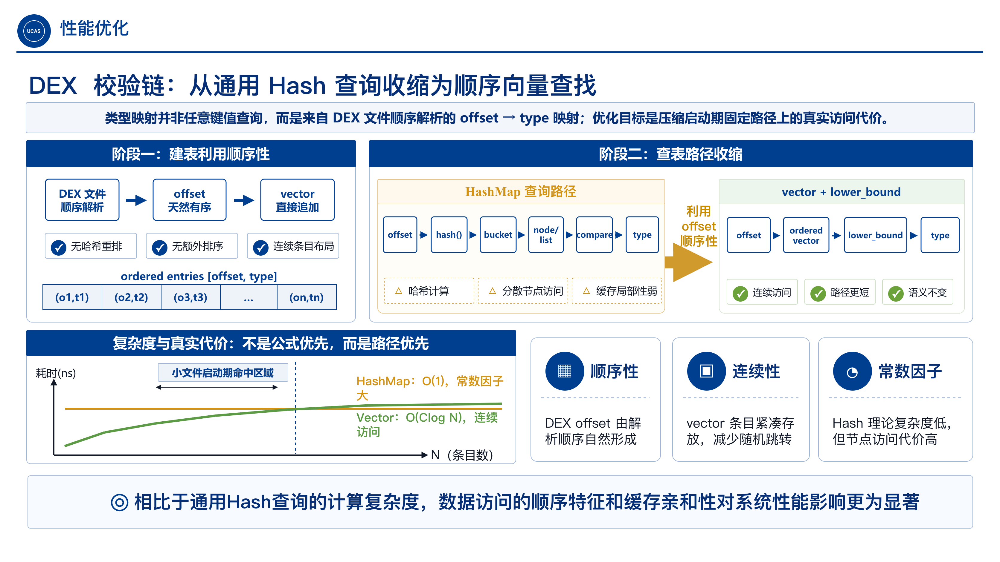 UCAS
性能优化
DEX 校验链：从通用 Hash 查询收缩为顺序向量查找
类型映射并非任意键值查询，而是来自 DEX 文件顺序解析的 offset → type 映射；优化目标是压缩启动期固定路径上的真实访问代价。
阶段一：建表利用顺序性
DEX 文件
顺序解析
offset
天然有序
vector
直接追加
无哈希重排
无额外排序
连续条目布局
ordered entries [offset, type]
(o1,t1)
(o2,t2)
(o3,t3)
...
(on,tn)
阶段二：查表路径收缩
HashMap 查询路径
offset
hash()
bucket
node/
list
compare
type
哈希计算
分散节点访问
缓存局部性弱
利用
offset
顺序性
vector + lower_bound
offset
ordered
vector
lower_bound
type
连续访问
路径更短
语义不变
复杂度与真实代价：不是公式优先，而是路径优先
耗时(ns)
小文件启动期命中区域
HashMap：O(1)，常数因子
大
Vector：O(Clog N)，连续
访问
N（条目数）
顺序性
DEX offset 由解
析顺序自然形成
连续性
vector 条目紧凑存
放，减少随机跳转
常数因子
Hash 理论复杂度低，
但节点访问代价高
◎ 相比于通用Hash查询的计算复杂度，数据访问的顺序特征和缓存亲和性对系统性能影响更为显著